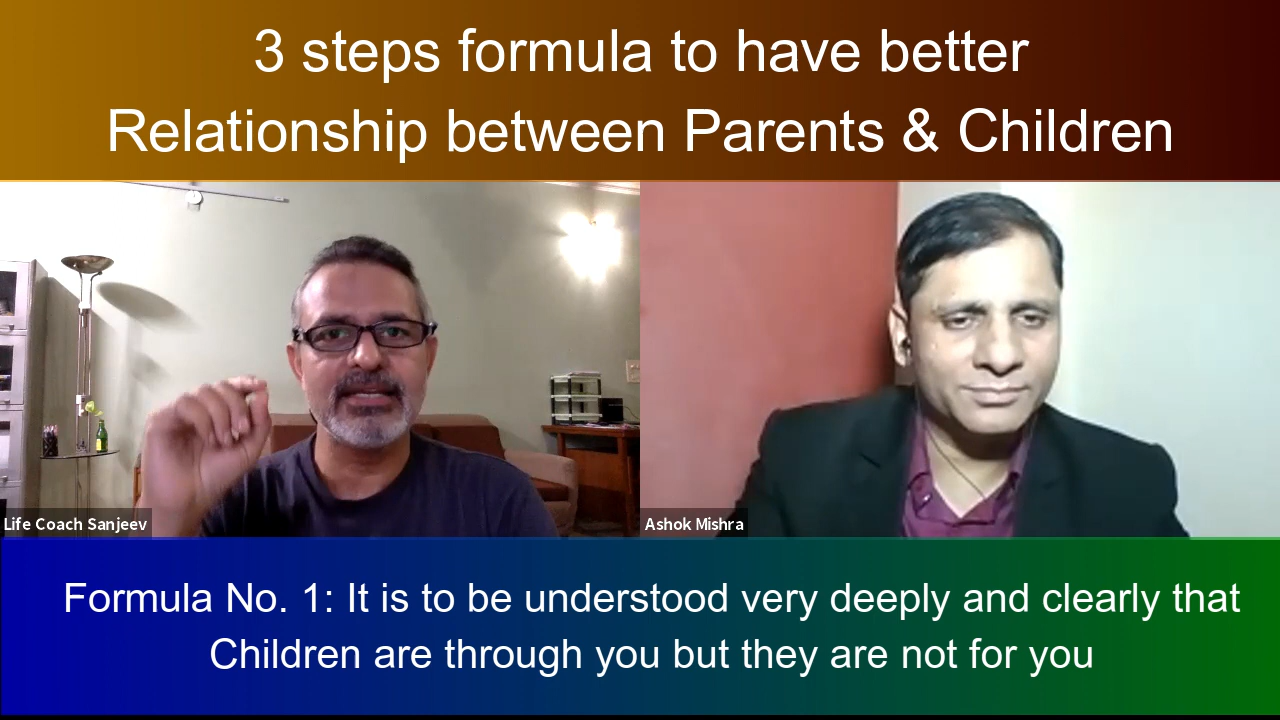 3 steps formula to have better
Relationship between Parents & Children
Life Coach Sanjeev
Ashok Mishra
Formula No. 1: It is to be understood very deeply and clearly that
Children are through you but they are not for you